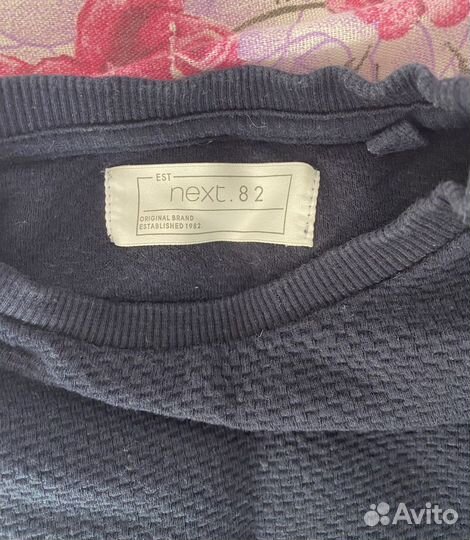 EST
next.82
ORIGINAL BRAND
ESTABLISHED 1982
Avito